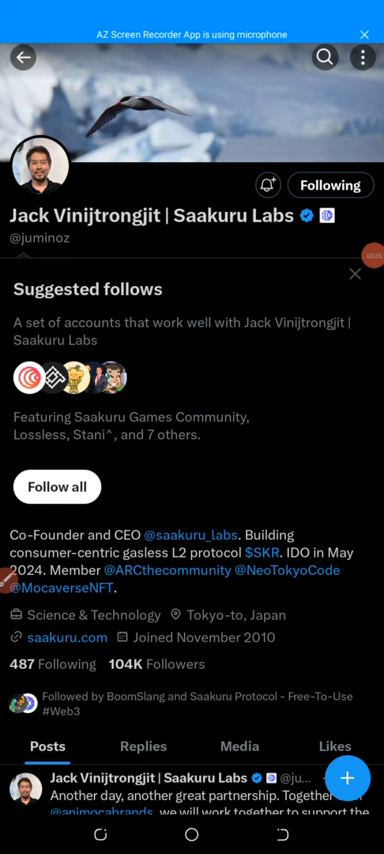 AZ Screen Recorder App is using microphone
Following
Jack Vinijtrongjit | Saakuru Labs
@juminoz
Suggested follows
A set of accounts that work well with Jack Vinijtrongjit |
Saakuru Labs
Featuring Saakuru Games Community,
Lossless, Stani^, and 7 others.
Follow all
Co-Founder and CEO @saakuru_labs. Building
consumer-centric gasless L2 protocol $SKR. IDO in May
2024. Member @ARCthecommunity @NeoTokyoCode
@MocaverseNFT.
Science & Technology Tokyo-to, Japan
saakuru.com Joined November 2010
487 Following 104K Followers
Followed by BoomSlang and Saakuru Protocol - Free-To-Use
#Web3
Posts Replies Media Likes
Jack Vinijtrongjit | Saakuru Labs @ju...
Another day, another great partnership. Together
@animocabrands, we will work together to support the